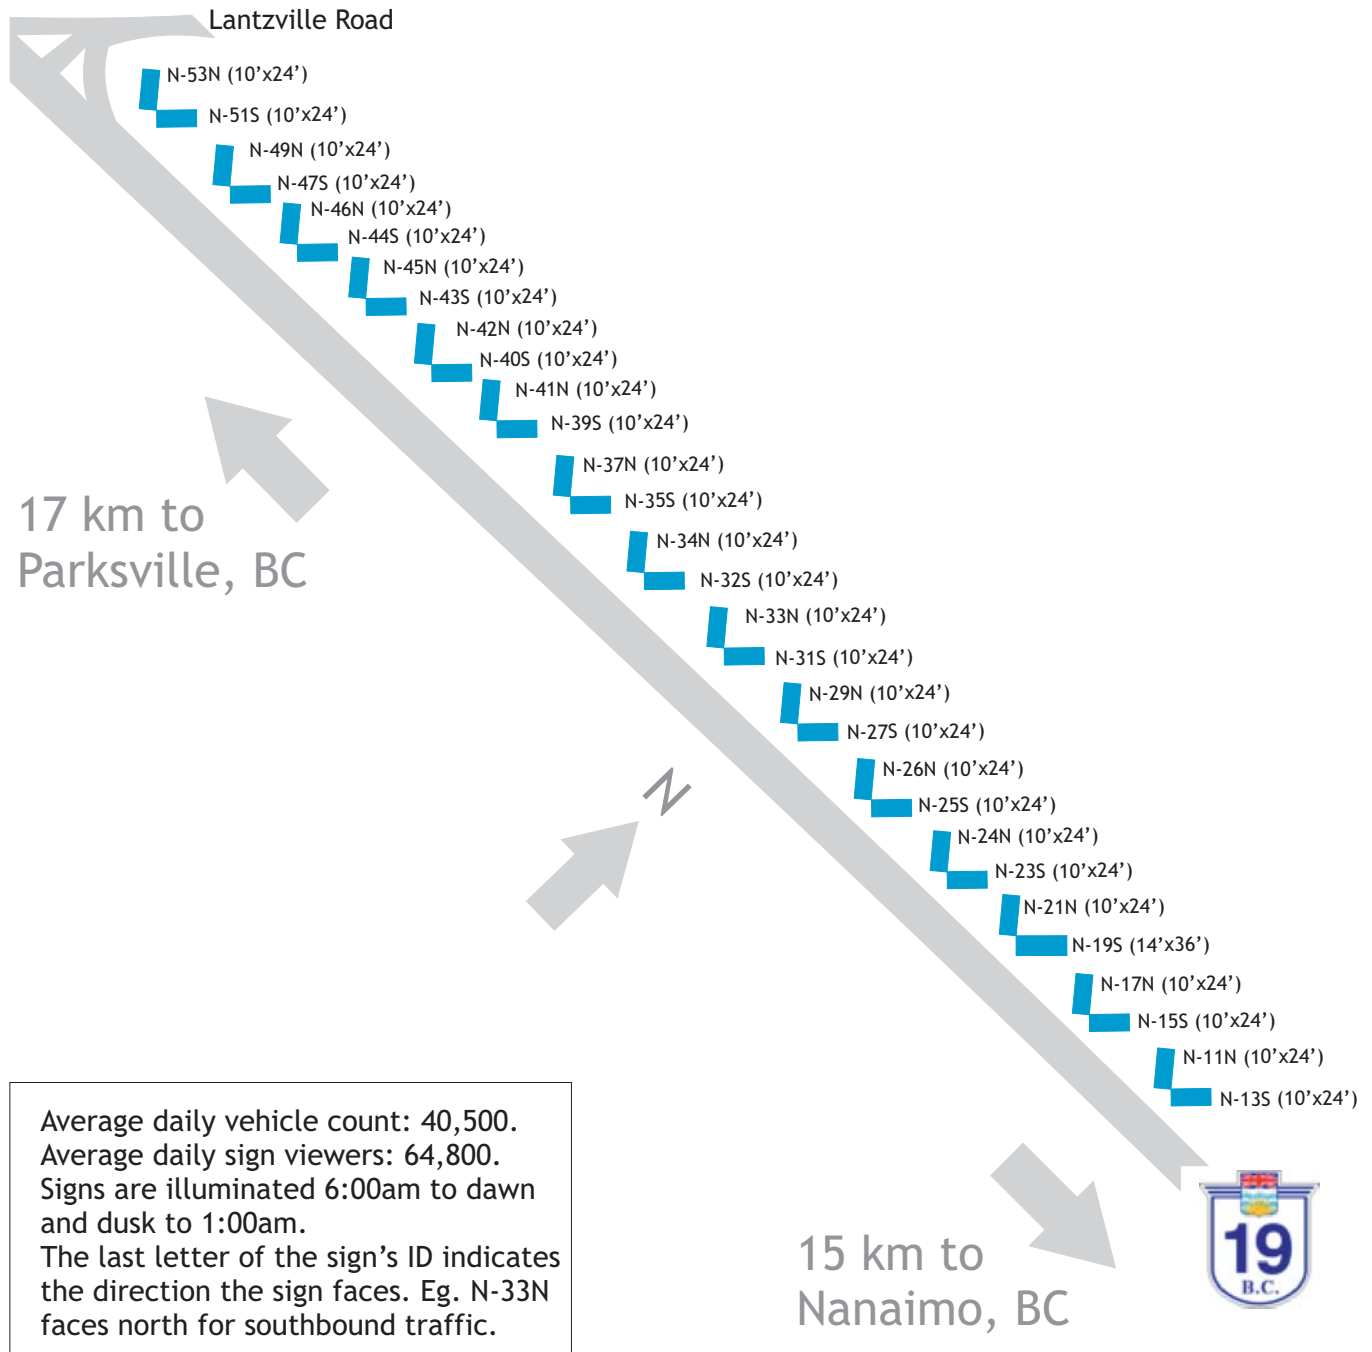 Lantzville Road
N-53N (10’x24’)
N-51S (10’x24’)
N-49N (10’x24’)
N-47S (10’x24’)
N-46N (10’x24’)
N-44S (10’x24’)
N-45N (10’x24’)
N-43S (10’x24’)
N-42N (10’x24’)
N-40S (10’x24’)
N-41N (10’x24’)
N-39S (10’x24’)
N-37N (10’x24’)
N-35S (10’x24’)
N-34N (10’x24’)
N-32S (10’x24’)
N-33N (10’x24’)
N-31S (10’x24’)
N-29N (10’x24’)
N-27S (10’x24’)
N-26N (10’x24’)
N-25S (10’x24’)
N-24N (10’x24’)
N-23S (10’x24’)
N-21N (10’x24’)
N-19S (14’x36’)
N-17N (10’x24’)
N-15S (10’x24’)
N-11N (10’x24’)
N-13S (10’x24’)
17 km to
Parksville, BC
N
Average daily vehicle count: 40,500.
Average daily sign viewers: 64,800.
Signs are illuminated 6:00am to dawn
and dusk to 1:00am.
The last letter of the sign’s ID indicates
the direction the sign faces. Eg. N-33N
faces north for southbound traffic.
15 km to
Nanaimo, BC
19
B.C.